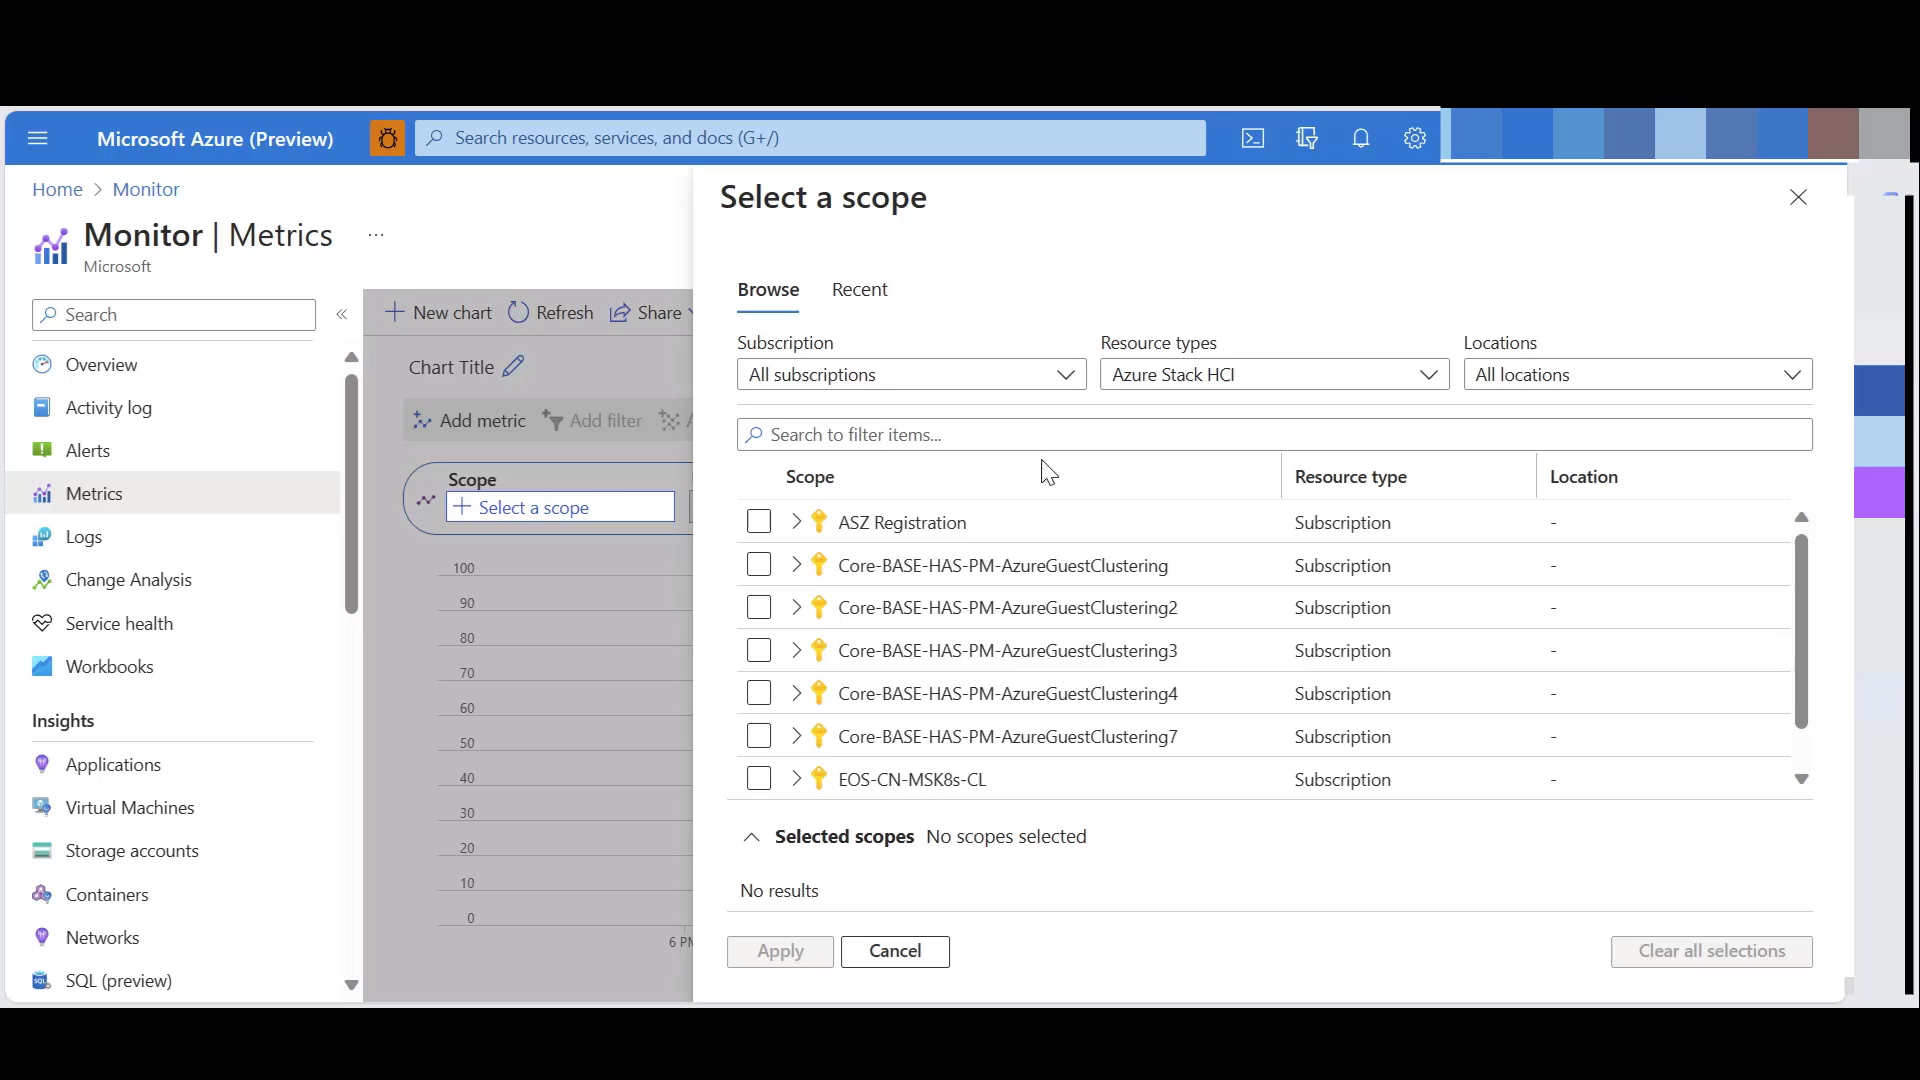 Microsoft Azure (Preview)
Search resources, services, and docs (G+/)
Home > Monitor
Monitor | Metrics
...
Microsoft
Search
«
Overview
Activity log
Alerts
Metrics
Logs
Change Analysis
Service health
Workbooks
Insights
Applications
Virtual Machines
Storage accounts
Containers
Networks
SQL (preview)
New chart
Refresh
Share
Chart Title
Add metric
Add filter
Scope
Select a scope
100
90
80
70
60
50
40
30
20
10
0
Select a scope
Browse
Recent
Subscription
Resource types
Locations
All subscriptions
Azure Stack HCI
All locations
Search to filter items...
Scope
Resource type
Location
ASZ Registration Subscription -
Core-BASE-HAS-PM-AzureGuestClustering Subscription -
Core-BASE-HAS-PM-AzureGuestClustering2 Subscription -
Core-BASE-HAS-PM-AzureGuestClustering3 Subscription -
Core-BASE-HAS-PM-AzureGuestClustering4 Subscription -
Core-BASE-HAS-PM-AzureGuestClustering7 Subscription -
EOS-CN-MSK8s-CL Subscription -
Selected scopes No scopes selected
No results
Apply
Cancel
Clear all selections